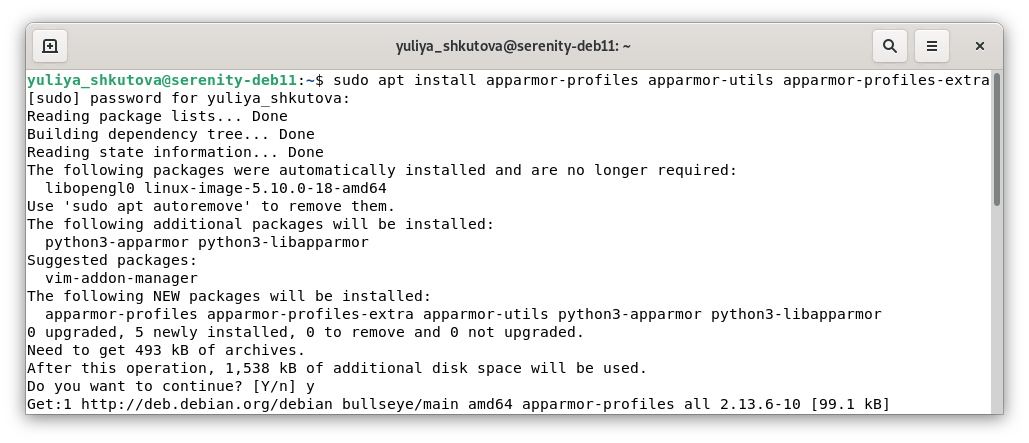 yuliya_shkutova@serenity-deb11: ~
yuliya_shkutova@serenity-deb11:~$ sudo apt install apparmor-profiles apparmor-utils apparmor-profiles-extra
[sudo] password for yuliya_shkutova:
Reading package lists... Done
Building dependency tree... Done
Reading state information... Done
The following packages were automatically installed and are no longer required:
  libopengl0 linux-image-5.10.0-18-amd64
Use 'sudo apt autoremove' to remove them.
The following additional packages will be installed:
  python3-apparmor python3-libapparmor
Suggested packages:
  vim-addon-manager
The following NEW packages will be installed:
  apparmor-profiles apparmor-profiles-extra apparmor-utils python3-apparmor python3-libapparmor
0 upgraded, 5 newly installed, 0 to remove and 0 not upgraded.
Need to get 493 kB of archives.
After this operation, 1,538 kB of additional disk space will be used.
Do you want to continue? [Y/n] y
Get:1 http://deb.debian.org/debian bullseye/main amd64 apparmor-profiles all 2.13.6-10 [99.1 kB]